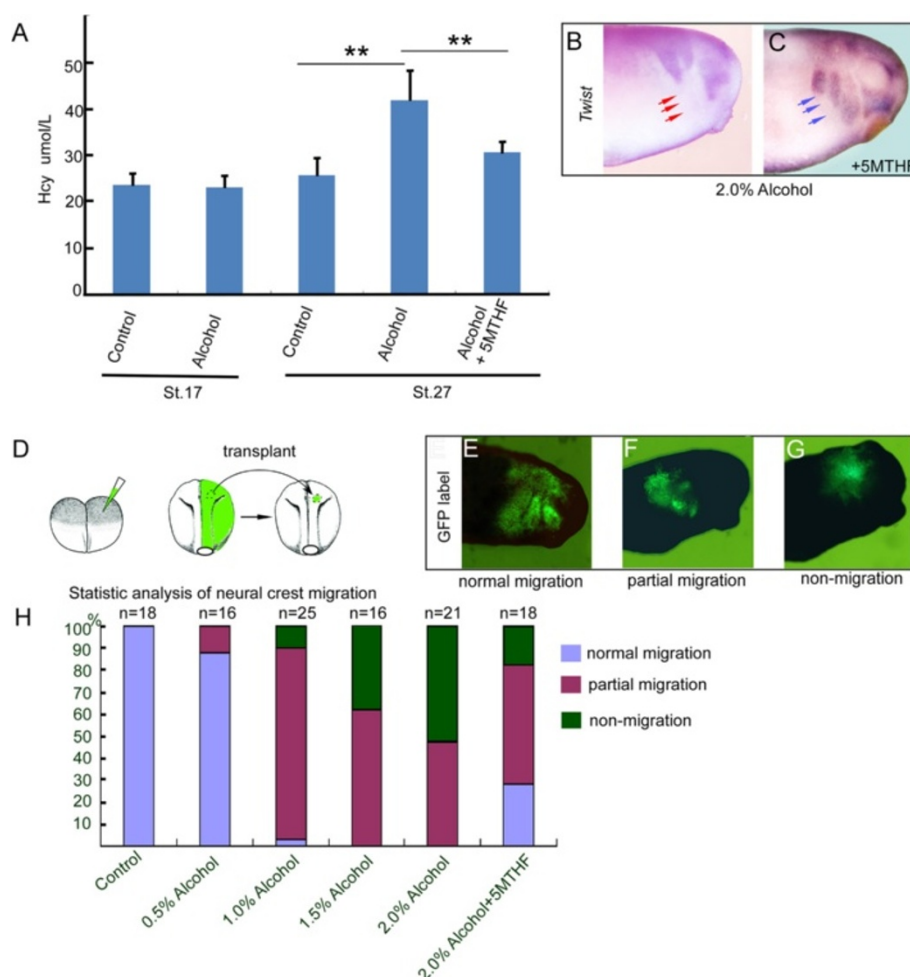 A
Hcy umol/L
50
40
30
20
10
0
**
**
Control
Alcohol
Control
Alcohol
Alcohol
+ 5MTHF
St.17
St.27
B
C
Twist
+5MTHF
2.0% Alcohol
D
transplant
GFP label
E
F
G
normal migration
partial migration
non-migration
Statistic analysis of neural crest migration
H
%
n=18
n=16
n=25
n=16
n=21
n=18
100
90
80
70
60
50
40
30
20
10
normal migration
partial migration
non-migration
Control
0.5% Alcohol
1.0% Alcohol
1.5% Alcohol
2.0% Alcohol
2.0% Alcohol+5MTHF